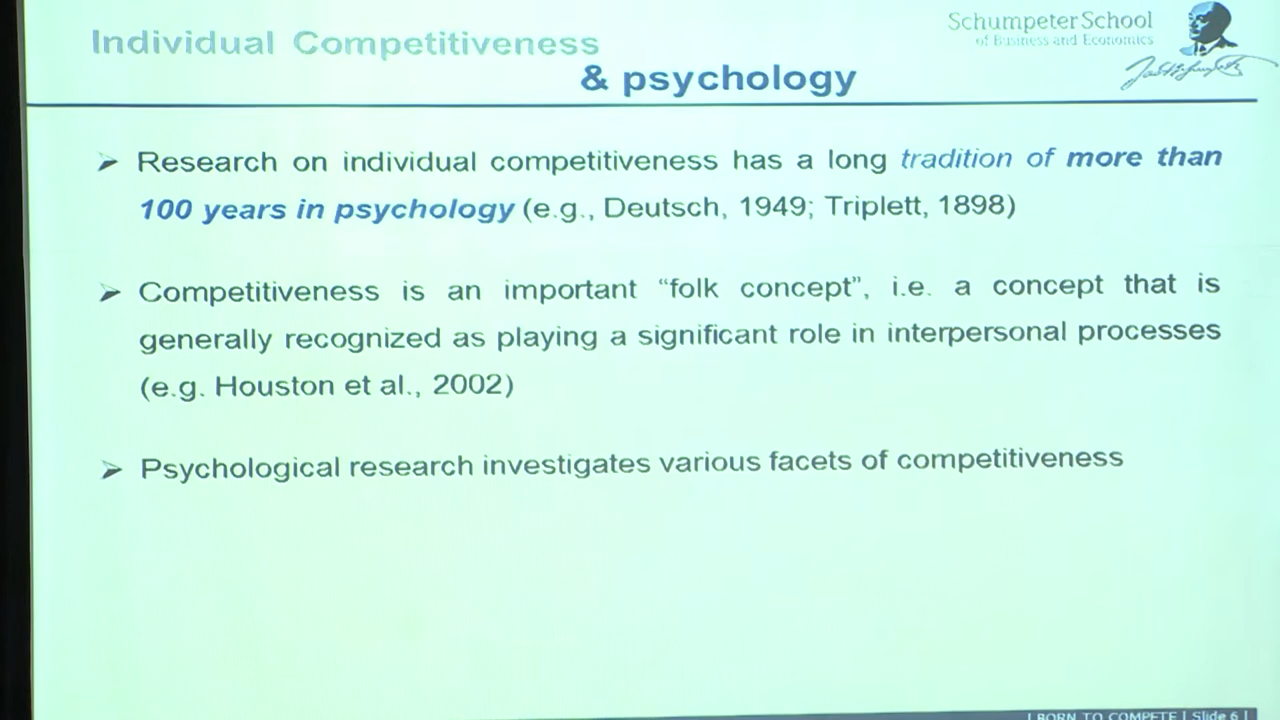 Individual Competitiveness
& psychology
Schumpeter School
of Business and Economics
➢ Research on individual competitiveness has a long tradition of more than
100 years in psychology (e.g., Deutsch, 1949; Triplett, 1898)
➢ Competitiveness is an important “folk concept”, i.e. a concept that is
generally recognized as playing a significant role in interpersonal processes
(e.g. Houston et al., 2002)
➢ Psychological research investigates various facets of competitiveness
| BORN TO COMPETE | Slide 6 |